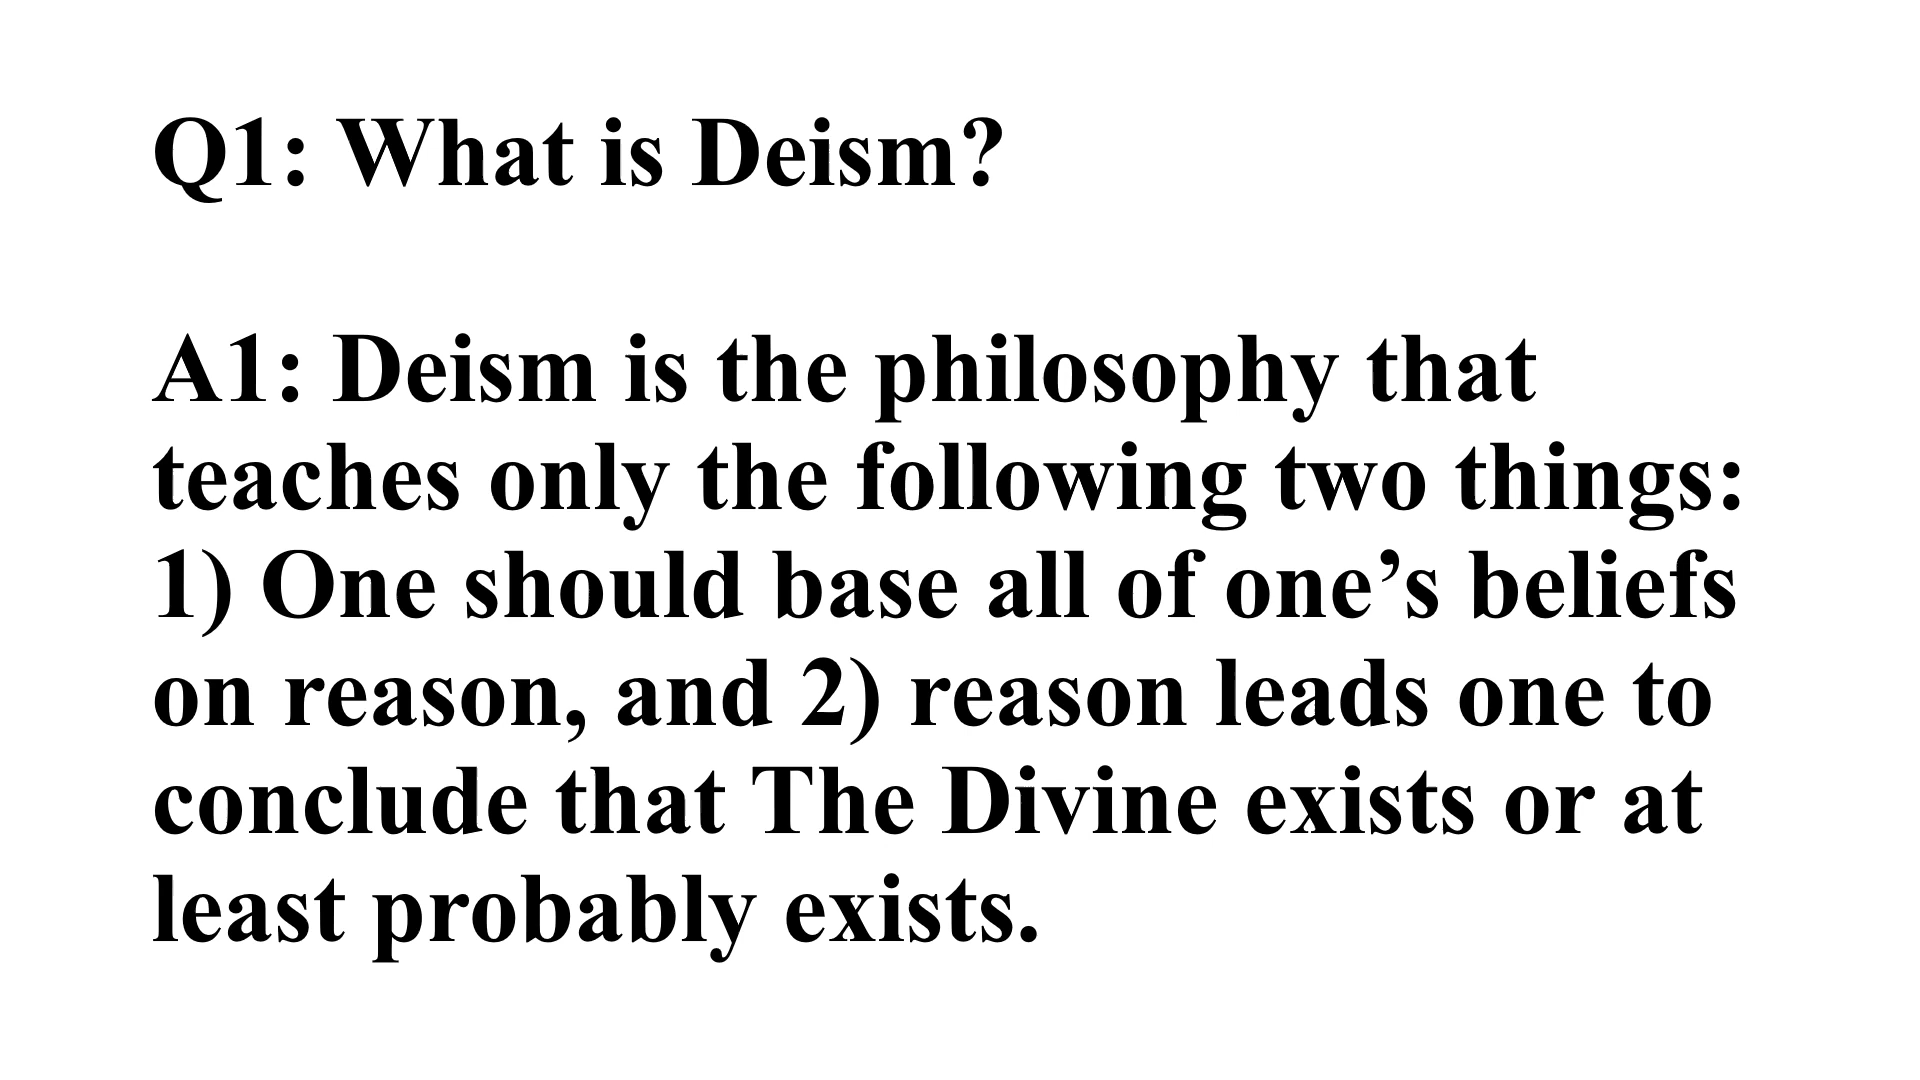 Q1: What is Deism?
A1: Deism is the philosophy that
teaches only the following two things:
1) One should base all of one’s beliefs
on reason, and 2) reason leads one to
conclude that The Divine exists or at
least probably exists.